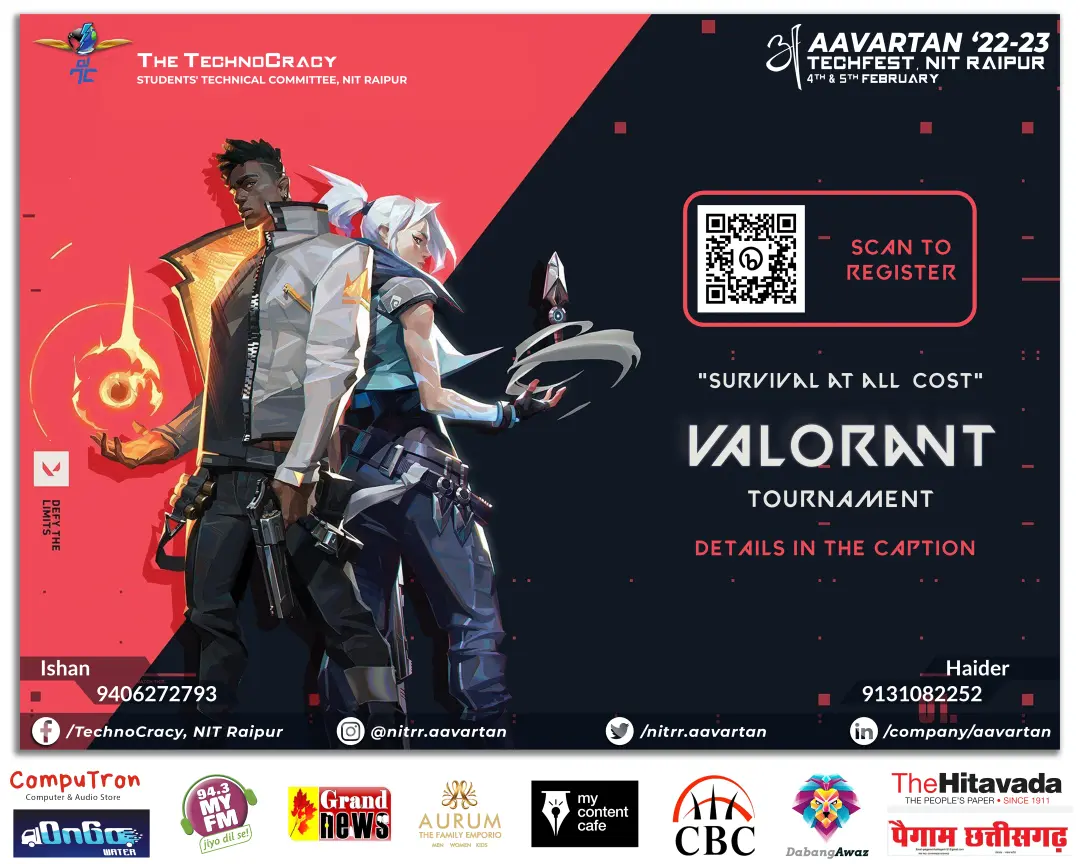 THE TECHNOCRACY
STUDENTS' TECHNICAL COMMITTEE, NIT RAIPUR
AAVARTAN ‘22-23
TECHFEST, NIT RAIPUR
4TH & 5TH FEBRUARY
SCAN TO
REGISTER
"SURVIVAL AT ALL COST"
VALORANT
TOURNAMENT
DETAILS IN THE CAPTION
DEFY THE
LIMITS
Ishan
9406272793
Haider
9131082252
01.
/TechnoCracy, NIT Raipur
@nitrr.aavartan
/nitrr.aavartan
/company/aavartan
CompuTron
Computer & Audio Store
OnGo
WATER
94.3
MY
FM
jiyo dil se!
Grand
news
AURUM
THE FAMILY EMPORIO
MEN WOMEN KIDS
my
content
cafe
CBC
DabangAwaz
TheHitavada
THE PEOPLE'S PAPER • SINCE 1911
पैगाम छत्तीसगढ़